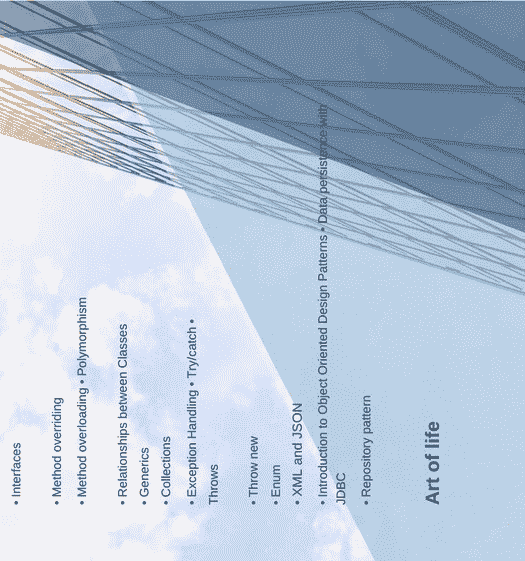 • Interfaces
• Method overriding
• Method overloading • Polymorphism
• Relationships between Classes
• Generics
• Collections
• Exception Handling • Try/catch •
Throws
• Throw new
• Enum
• XML and JSON
• Introduction to Object Oriented Design Patterns • Data persistence with
JDBC
• Repository pattern
Art of life